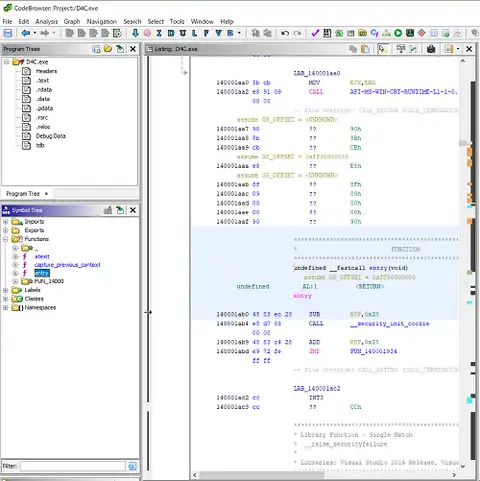 CodeBrowser: Project:/D4C.exe
File Edit Analysis Graph Navigation Search Select Tools Window Help
Program Trees
D4C.exe
Headers
.text
.rdata
.data
.pdata
.rsrc
.reloc
Debug Data
tdb
Program Tree
Symbol Tree
Imports
Exports
Functions
atexit
capture_previous_context
entry
FUN_14000
Labels
Classes
Namespaces
Filter:
Listing: D4C.exe
LAB_140001aa0
140001aa0 8b cb MOV ECX,EBX
140001aa2 e8 91 09 CALL API-MS-WIN-CRT-RUNTIME-L1-1-0.
00 00
-- Flow Override: CALL_RETURN (CALL_TERMINATOR
assume GS_OFFSET = <UNKNOWN>
140001aa7 90 ?? 90h
140001aa8 8b ?? 8Bh
140001aa9 cb ?? CBh
assume GS_OFFSET = 0xff00000000
140001aaa e8 ?? E8h
assume GS_OFFSET = <UNKNOWN>
140001aab 8f ?? 8Fh
140001aac 09 ?? 09h
140001aad 00 ?? 00h
140001aae 00 ?? 00h
140001aaf 90 ?? 90h
* FUNCTION
undefined __fastcall entry(void)
assume GS_OFFSET = 0xff00000000
undefined AL:1 <RETURN>
entry
140001ab0 48 83 ec 28 SUB RSP,0x28
140001ab4 e8 d7 03 CALL __security_init_cookie
00 00
140001ab9 48 83 c4 28 ADD RSP,0x28
140001abd e9 72 fe JMP FUN_140001934
ff ff
-- Flow Override: CALL_RETURN (CALL_TERMINATOR
LAB_140001ac2
140001ac2 cc INT3
140001ac3 cc ?? CCh
* Library Function - Single Match
* __raise_securityfailure
*
* Libraries: Visual Studio 2015 Release, Visua